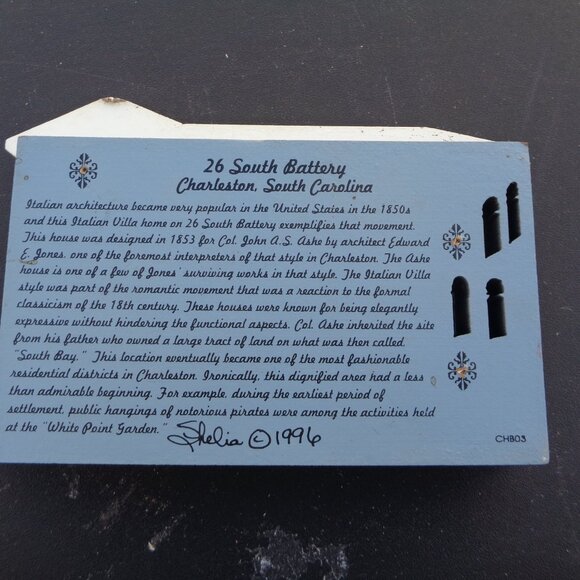 26 South Battery
Charleston, South Carolina
Italian architecture became very popular in the United States in the 1850s
and this Italian Villa home on 26 South Battery exemplifies that movement.
This house was designed in 1853 for Col. John A.S. Ashe by architect Edward
E. Jones, one of the foremost interpreters of that style in Charleston. The Ashe
house is one of a few of Jones' surviving works in that style. The Italian Villa
style was part of the romantic movement that was a reaction to the formal
classicism of the 18th century. These houses were known for being elegantly
expressive without hindering the functional aspects. Col. Ashe inherited the site
from his father who owned a large tract of land on what was then called
"South Bay." This location eventually became one of the most fashionable
residential districts in Charleston. Ironically, this dignified area had a less
than admirable beginning. For example, during the earliest period of
settlement, public hangings of notorious pirates were among the activities held
at the "White Point Garden."
Shelia © 1996
CHB03